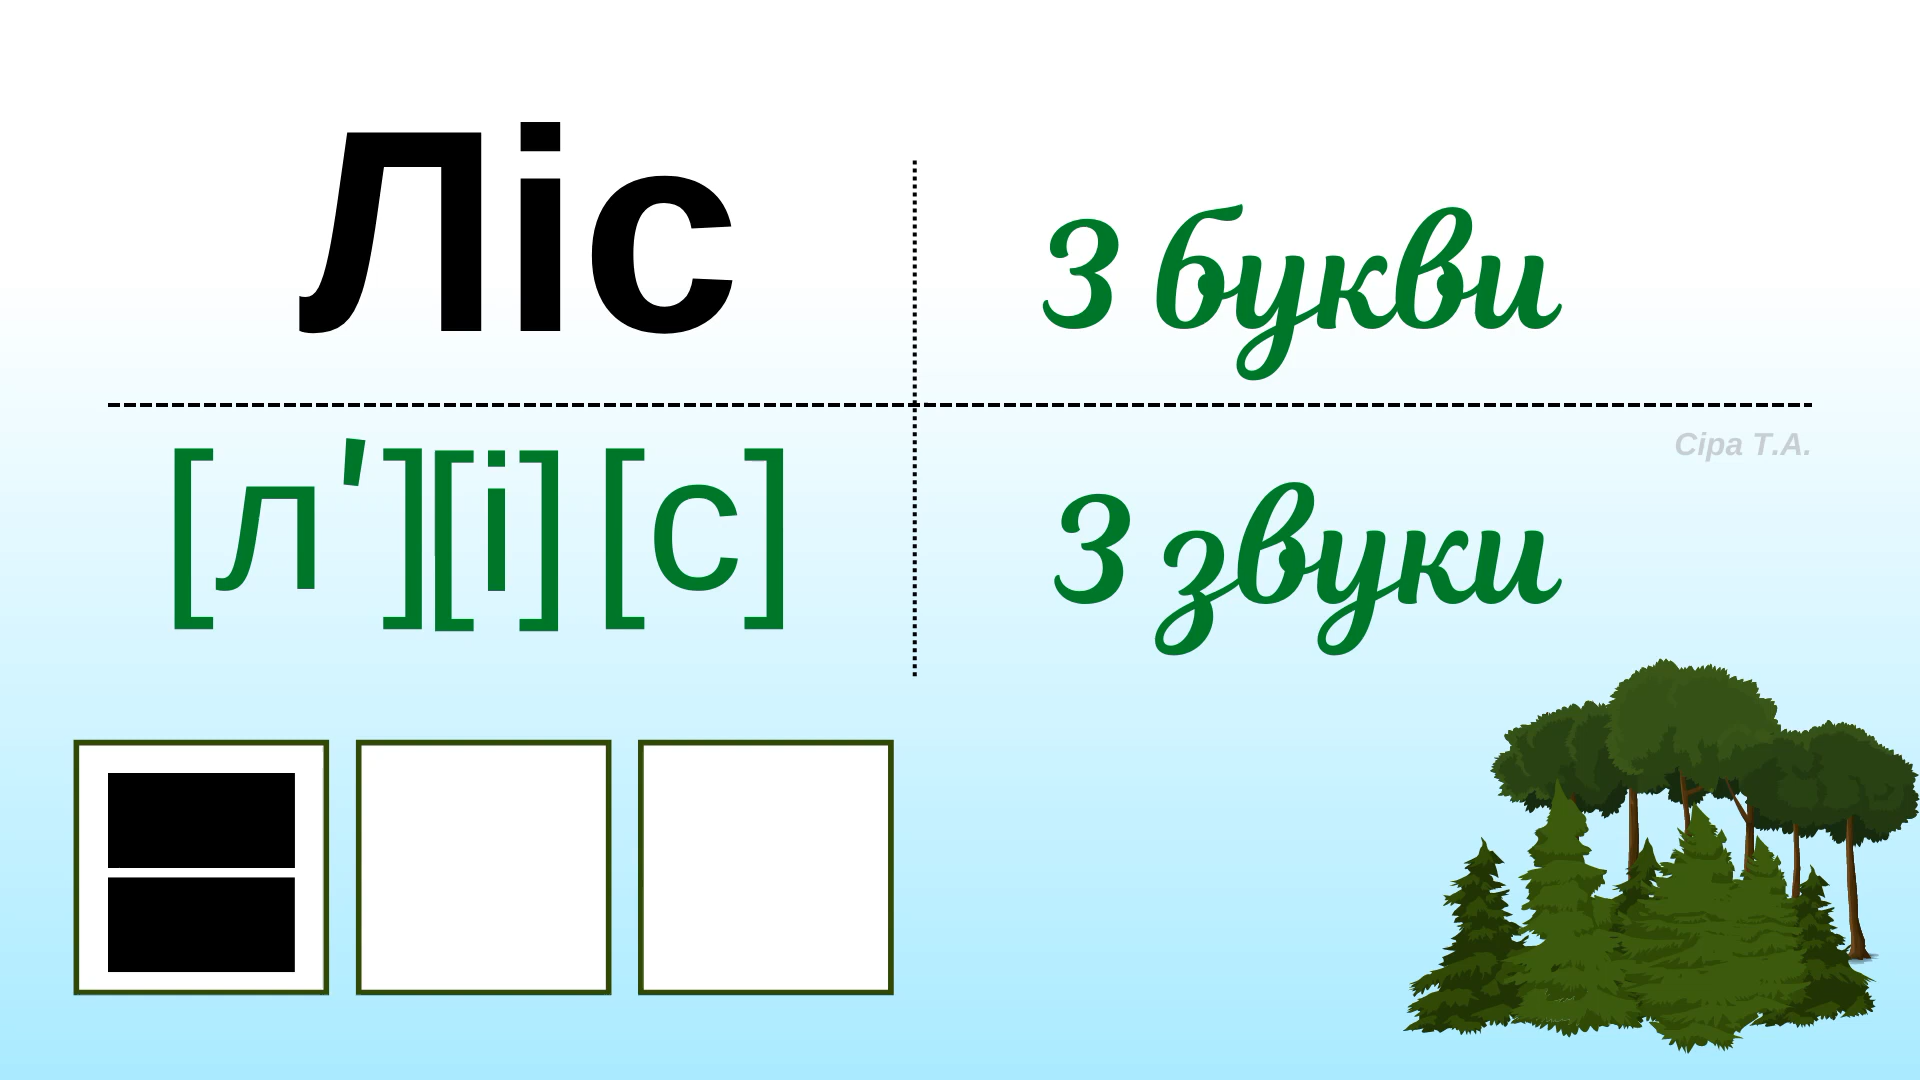 Ліс
3 букви
Сіра Т.А.
[л'][і] [с]
3 звуки